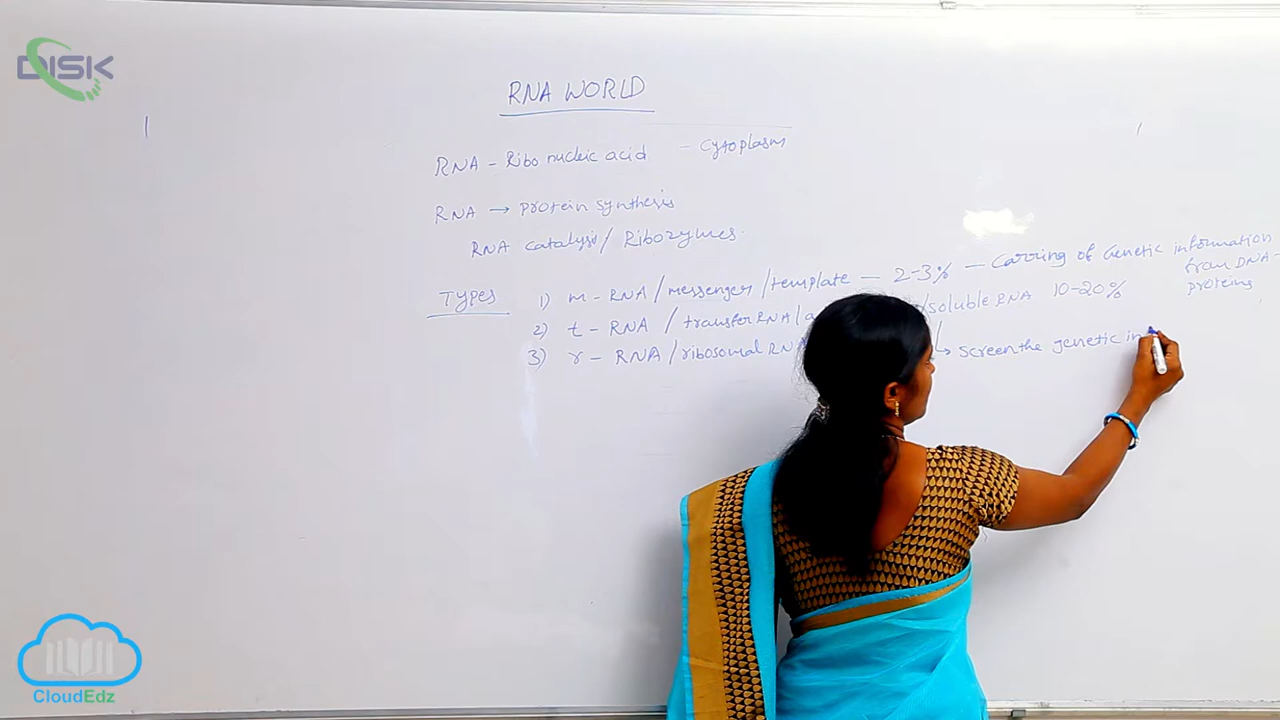 DISK
RNA WORLD
RNA - Ribo nucleic acid - Cytoplasm
RNA → Protein synthesis
RNA catalysis/ Ribozymes.
Types 1) m - RNA / messenger / template - 2-3% - Carring of Genetic information
from DNA -
proteins
2) t - RNA / transfer RNA / /soluble RNA 10-20%
3) r - RNA / ribosomal RNA
↳ screen the genetic in
CloudEdz